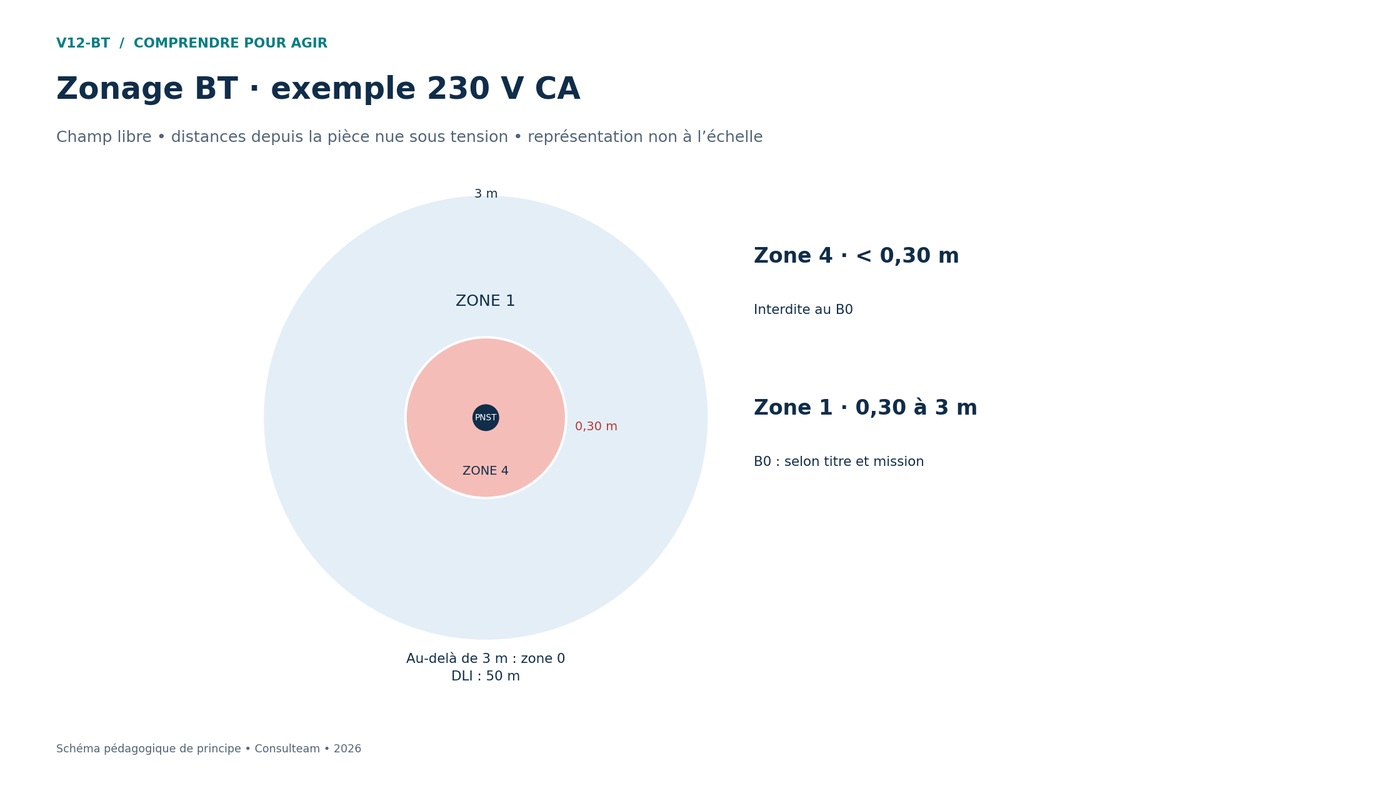 V12-BT / COMPRENDRE POUR AGIR
Zonage BT · exemple 230 V CA
Champ libre • distances depuis la pièce nue sous tension • représentation non à l’échelle
3 m
ZONE 1
PNST
0,30 m
ZONE 4
Au-delà de 3 m : zone 0
DLI : 50 m
Zone 4 · < 0,30 m
Interdite au B0
Zone 1 · 0,30 à 3 m
B0 : selon titre et mission
Schéma pédagogique de principe • Consulteam • 2026